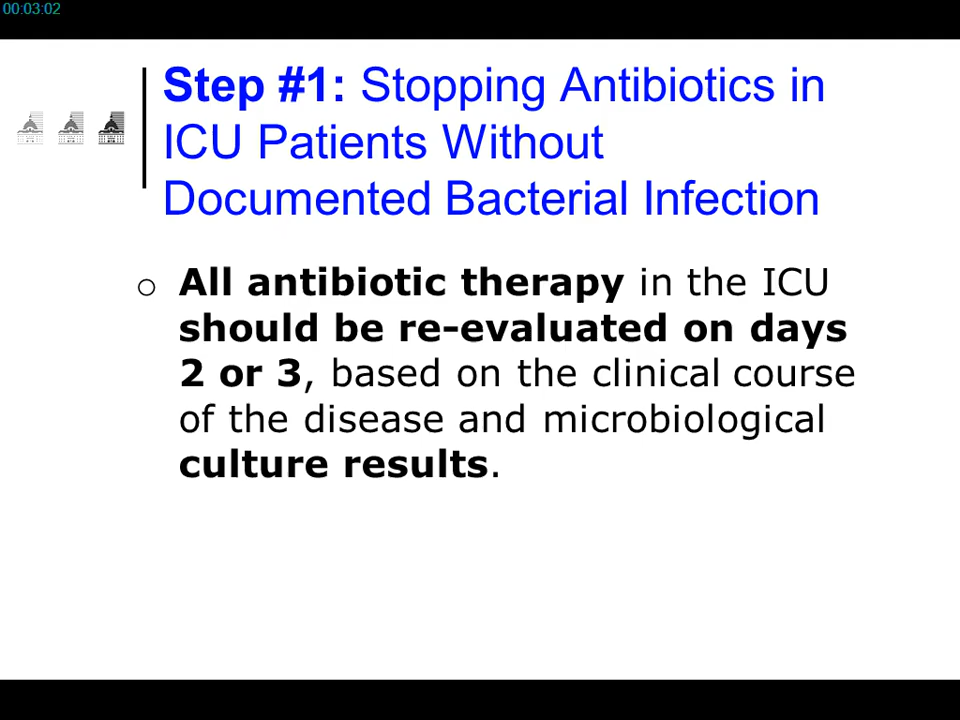 00:03:02
Step #1: Stopping Antibiotics in
ICU Patients Without
Documented Bacterial Infection
o All antibiotic therapy in the ICU
should be re-evaluated on days
2 or 3, based on the clinical course
of the disease and microbiological
culture results.